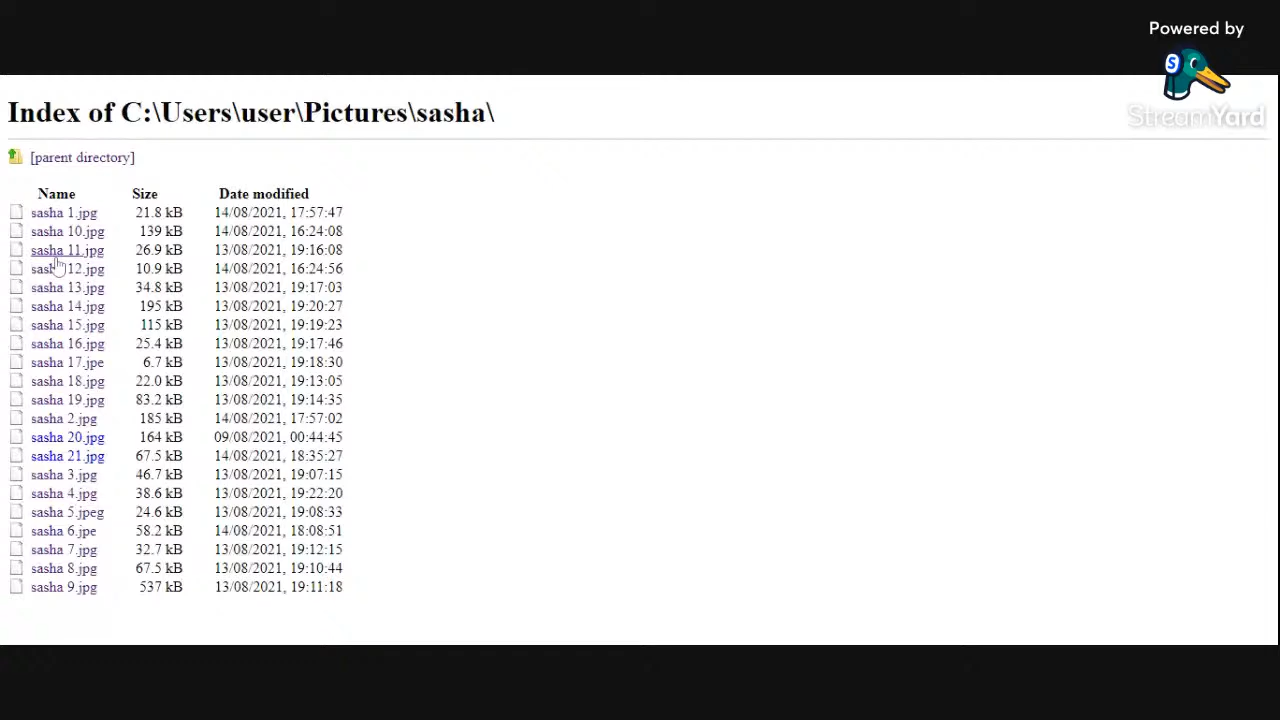 Powered by
StreamYard
Index of C:\Users\user\Pictures\sasha\
[parent directory]
Name Size Date modified
sasha 1.jpg 21.8 kB 14/08/2021, 17:57:47
sasha 10.jpg 139 kB 14/08/2021, 16:24:08
sasha 11.jpg 26.9 kB 13/08/2021, 19:16:08
sasha 12.jpg 10.9 kB 14/08/2021, 16:24:56
sasha 13.jpg 34.8 kB 13/08/2021, 19:17:03
sasha 14.jpg 195 kB 13/08/2021, 19:20:27
sasha 15.jpg 115 kB 13/08/2021, 19:19:23
sasha 16.jpg 25.4 kB 13/08/2021, 19:17:46
sasha 17.jpe 6.7 kB 13/08/2021, 19:18:30
sasha 18.jpg 22.0 kB 13/08/2021, 19:13:05
sasha 19.jpg 83.2 kB 13/08/2021, 19:14:35
sasha 2.jpg 185 kB 14/08/2021, 17:57:02
sasha 20.jpg 164 kB 09/08/2021, 00:44:45
sasha 21.jpg 67.5 kB 14/08/2021, 18:35:27
sasha 3.jpg 46.7 kB 13/08/2021, 19:07:15
sasha 4.jpg 38.6 kB 13/08/2021, 19:22:20
sasha 5.jpeg 24.6 kB 13/08/2021, 19:08:33
sasha 6.jpe 58.2 kB 14/08/2021, 18:08:51
sasha 7.jpg 32.7 kB 13/08/2021, 19:12:15
sasha 8.jpg 67.5 kB 13/08/2021, 19:10:44
sasha 9.jpg 537 kB 13/08/2021, 19:11:18